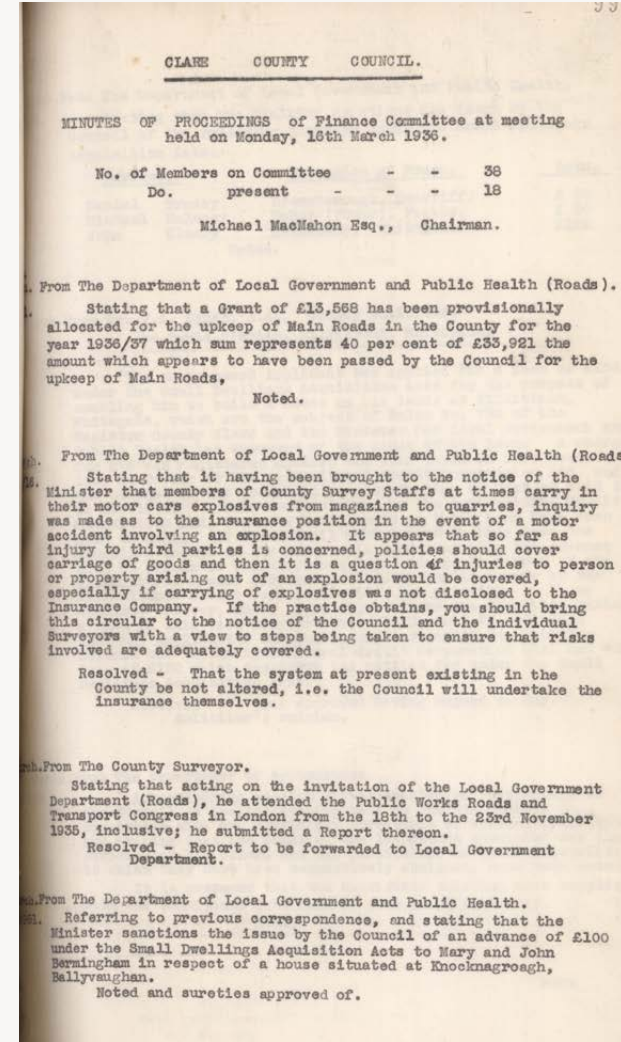 CLARE COUNTY COUNCIL.
MINUTES OF PROCEEDINGS of Finance Committee at meeting
held on Monday, 16th March 1936.
No. of Members on Committee - - 38
Do. present - - - 18
Michael MacMahon Esq., Chairman.
From The Department of Local Government and Public Health (Roads).
Stating that a Grant of £13,568 has been provisionally
allocated for the upkeep of Main Roads in the County for the
year 1936/37 which sum represents 40 per cent of £33,921 the
amount which appears to have been passed by the Council for the
upkeep of Main Roads,
Noted.
From The Department of Local Government and Public Health (Roads
Stating that it having been brought to the notice of the
Minister that members of County Survey Staffs at times carry in
their motor cars explosives from magazines to quarries, inquiry
was made as to the insurance position in the event of a motor
accident involving an explosion. It appears that so far as
injury to third parties is concerned, policies should cover
carriage of goods and then it is a question if injuries to person
or property arising out of an explosion would be covered,
especially if carrying of explosives was not disclosed to the
Insurance Company. If the practice obtains, you should bring
this circular to the notice of the Council and the individual
Surveyors with a view to steps being taken to ensure that risks
involved are adequately covered.
Resolved - That the system at present existing in the
County be not altered, i.e. the Council will undertake the
insurance themselves.
From The County Surveyor.
Stating that acting on the invitation of the Local Government
Department (Roads), he attended the Public Works Roads and
Transport Congress in London from the 18th to the 23rd November
1935, inclusive; he submitted a Report thereon.
Resolved - Report to be forwarded to Local Government
Department.
From The Department of Local Government and Public Health.
Referring to previous correspondence, and stating that the
Minister sanctions the issue by the Council of an advance of £100
under the Small Dwellings Acquisition Acts to Mary and John
Bermingham in respect of a house situated at Knocknagroagh,
Ballyvaughan.
Noted and sureties approved of.